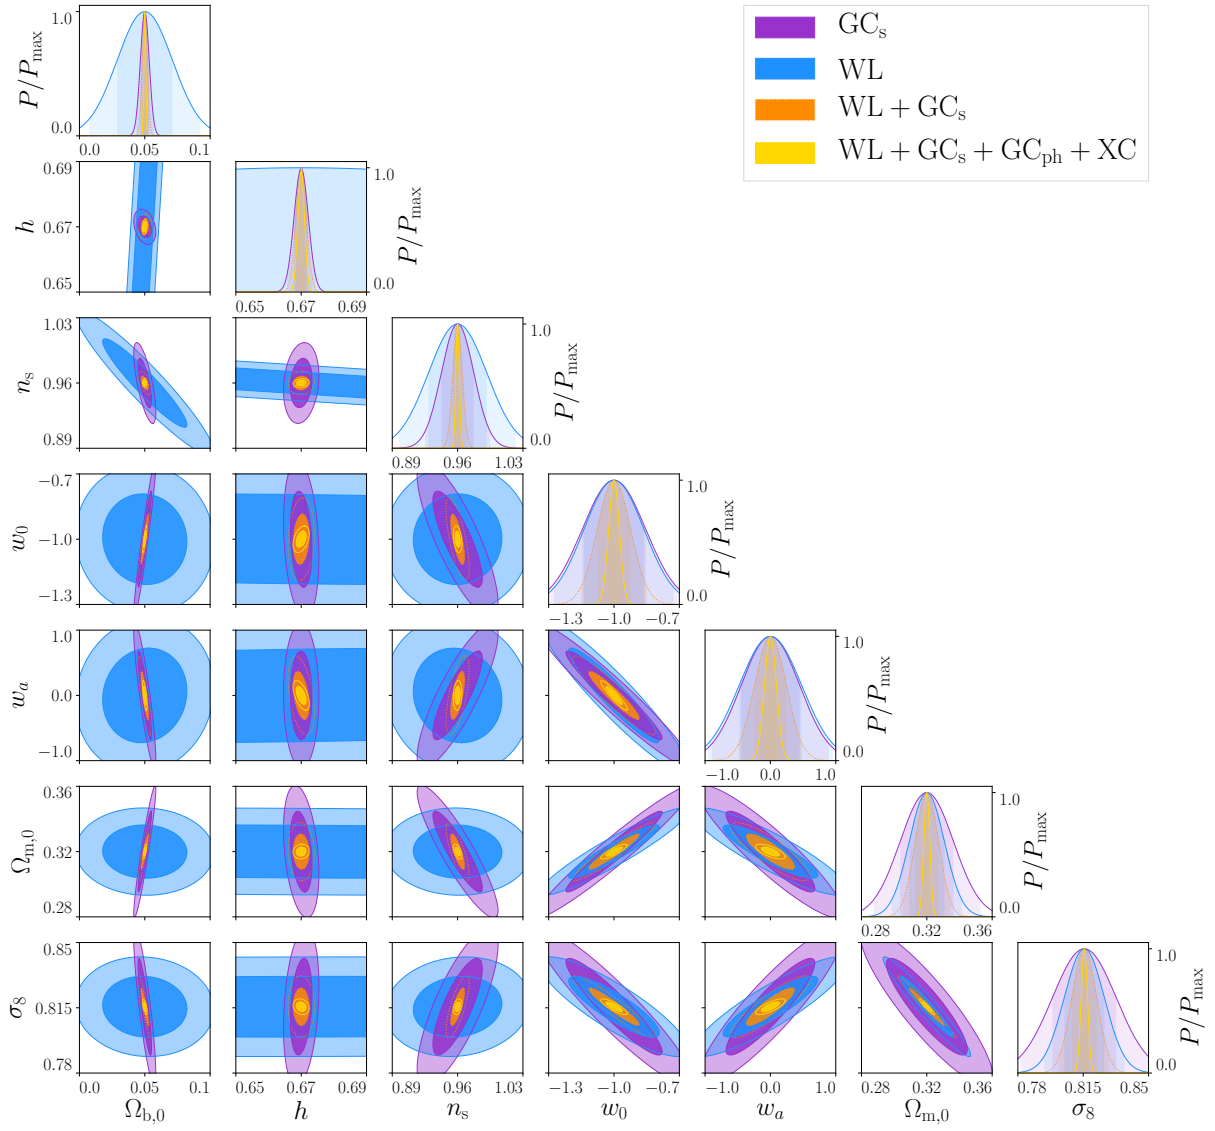 GCs
WL
WL + GCs
WL + GCs + GCph + XC
P/Pmax
1.0
0.0
0.0 0.05 0.1
h
0.69
0.67
0.65
1.0
0.0
P/Pmax
0.65 0.67 0.69
ns
1.03
0.96
0.89
1.0
0.0
P/Pmax
0.89 0.96 1.03
w0
−0.7
−1.0
−1.3
1.0
0.0
P/Pmax
−1.3 −1.0 −0.7
wa
1.0
0.0
−1.0
1.0
0.0
P/Pmax
−1.0 0.0 1.0
Ωm,0
0.36
0.32
0.28
1.0
0.0
P/Pmax
0.28 0.32 0.36
σ8
0.85
0.815
0.78
1.0
0.0
P/Pmax
0.0 0.05 0.1 0.65 0.67 0.69 0.89 0.96 1.03 −1.3 −1.0 −0.7 −1.0 0.0 1.0 0.28 0.32 0.36 0.78 0.815 0.85
Ωb,0 h ns w0 wa Ωm,0 σ8